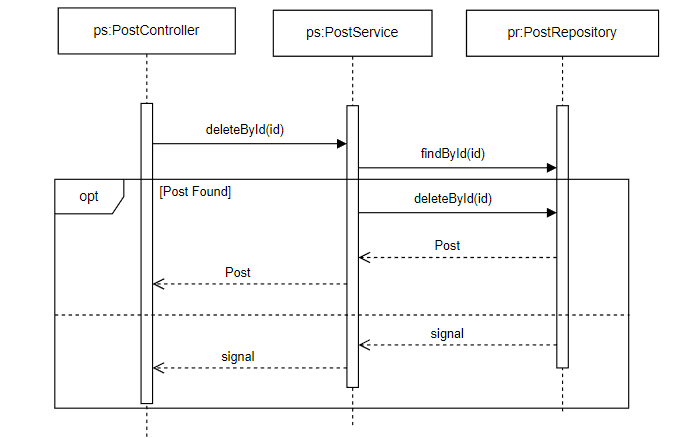 ps:PostController
ps:PostService
pr:PostRepository
deleteById(id)
findById(id)
opt
[Post Found]
deleteById(id)
Post
Post
signal
signal